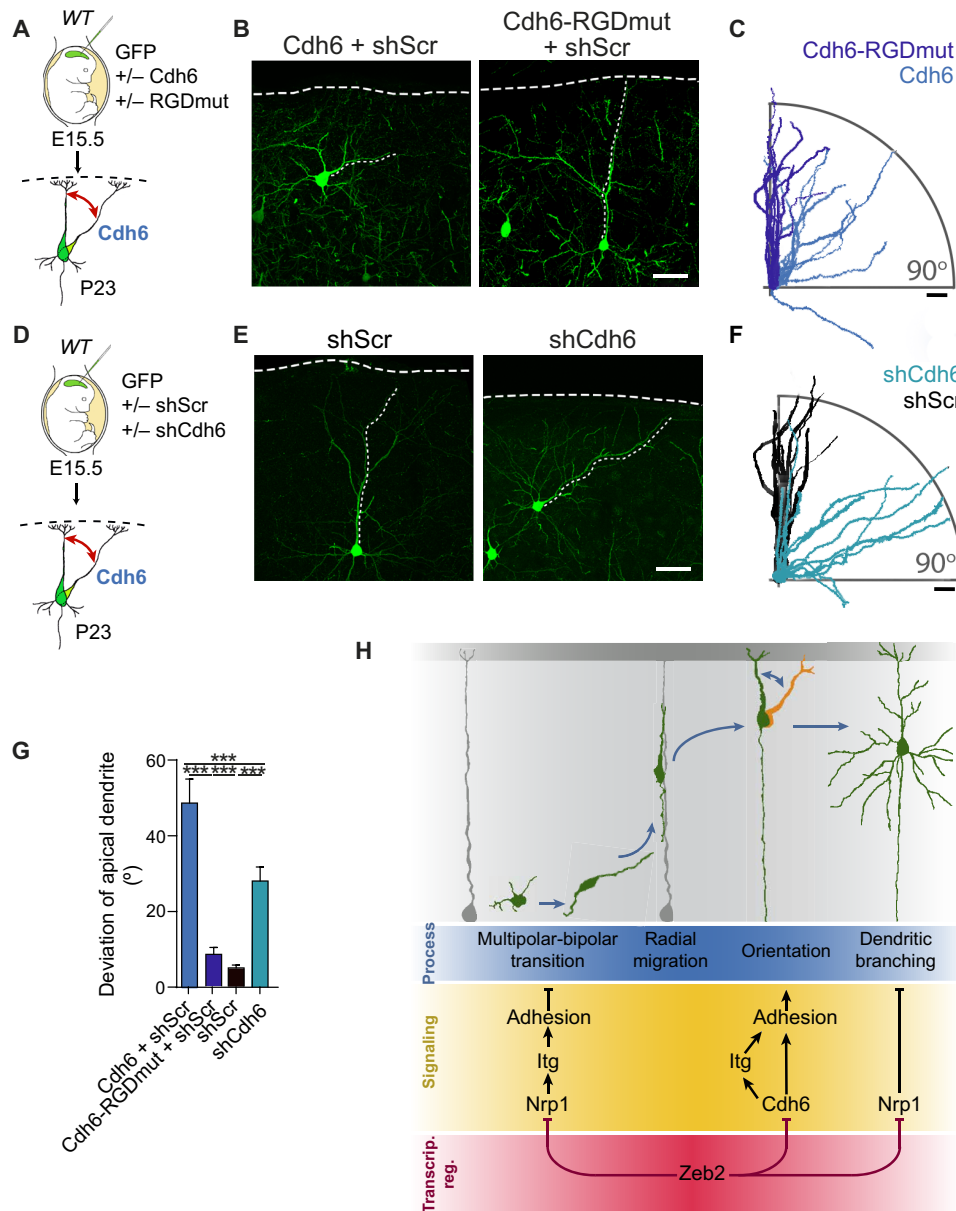 A
WT
GFP
+/– Cdh6
+/– RGDmut
E15.5
Cdh6
P23
B
Cdh6 + shScr
Cdh6-RGDmut
+ shScr
C
Cdh6-RGDmut
Cdh6
90°
D
WT
GFP
+/– shScr
+/– shCdh6
E15.5
Cdh6
P23
E
shScr
shCdh6
F
shCdh6
shScr
90°
G
Deviation of apical dendrite
(º)
60
40
20
0
***
*** *** ***
Cdh6 + shScr
Cdh6-RGDmut + shScr
shScr
shCdh6
H
Process
Multipolar-bipolar
transition
Radial
migration
Orientation
Dendritic
branching
Signaling
Adhesion
Itg
Nrp1
Adhesion
Itg
Cdh6
Nrp1
Transcrip.
reg.
Zeb2